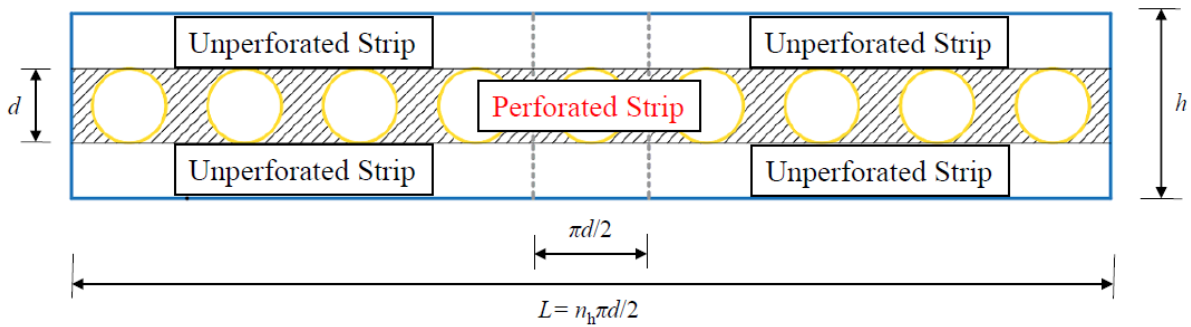 Unperforated Strip
Unperforated Strip
d
Perforated Strip
h
Unperforated Strip
Unperforated Strip
πd/2
L= nhπd/2